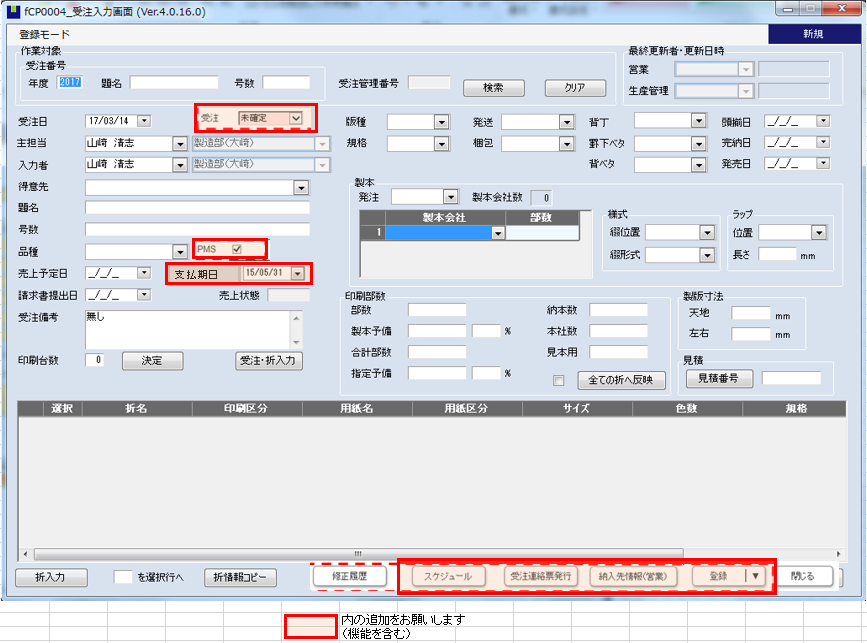 fCP0004_受注入力画面 (Ver.4.0.16.0)
登録モード
新規
作業対象
受注番号
年度 2017 題名 号数
受注管理番号
検索 クリア
最終更新者・更新日時
営業
生産管理
受注日 17/03/14
受注 未確定
主担当 山﨑 清志 製造部(大崎)
入力者 山﨑 清志 製造部(大崎)
得意先
題名
号数
品種
PMS
売上予定日 _/_/_
支払期日 15/05/31
請求書提出日 _/_/_
売上状態
受注備考 無し
印刷台数 0 決定 受注・折入力
版種 発送 背丁 頭揃日 _/_/_
規格 梱包 罫下ベタ 完納日 _/_/_
背ベタ 発売日 _/_/_
製本
発注 製本会社数 0
製本会社 部数
1
様式
綴位置
綴形式
ラップ
位置
長さ mm
印刷部数
部数 納本数
製本予備 % 本社数
合計部数 見本用
指定予備 %
全ての折へ反映
製版寸法
天地 mm
左右 mm
見積
見積番号
選択 折名 印刷区分 用紙名 用紙区分 サイズ 色数 規格
折入力 を選択行へ 折情報コピー 修正履歴 スケジュール 受注連絡票発行 納入先情報(営業) 登録 ▼ 閉じる
内の追加をお願いします
(機能を含む)